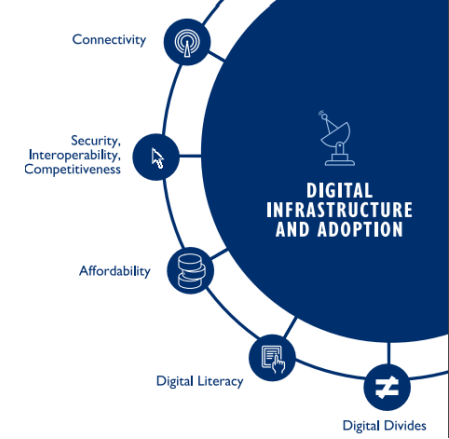 Connectivity
Security,
Interoperability,
Competitiveness
DIGITAL
INFRASTRUCTURE
AND ADOPTION
Affordability
Digital Literacy
Digital Divides